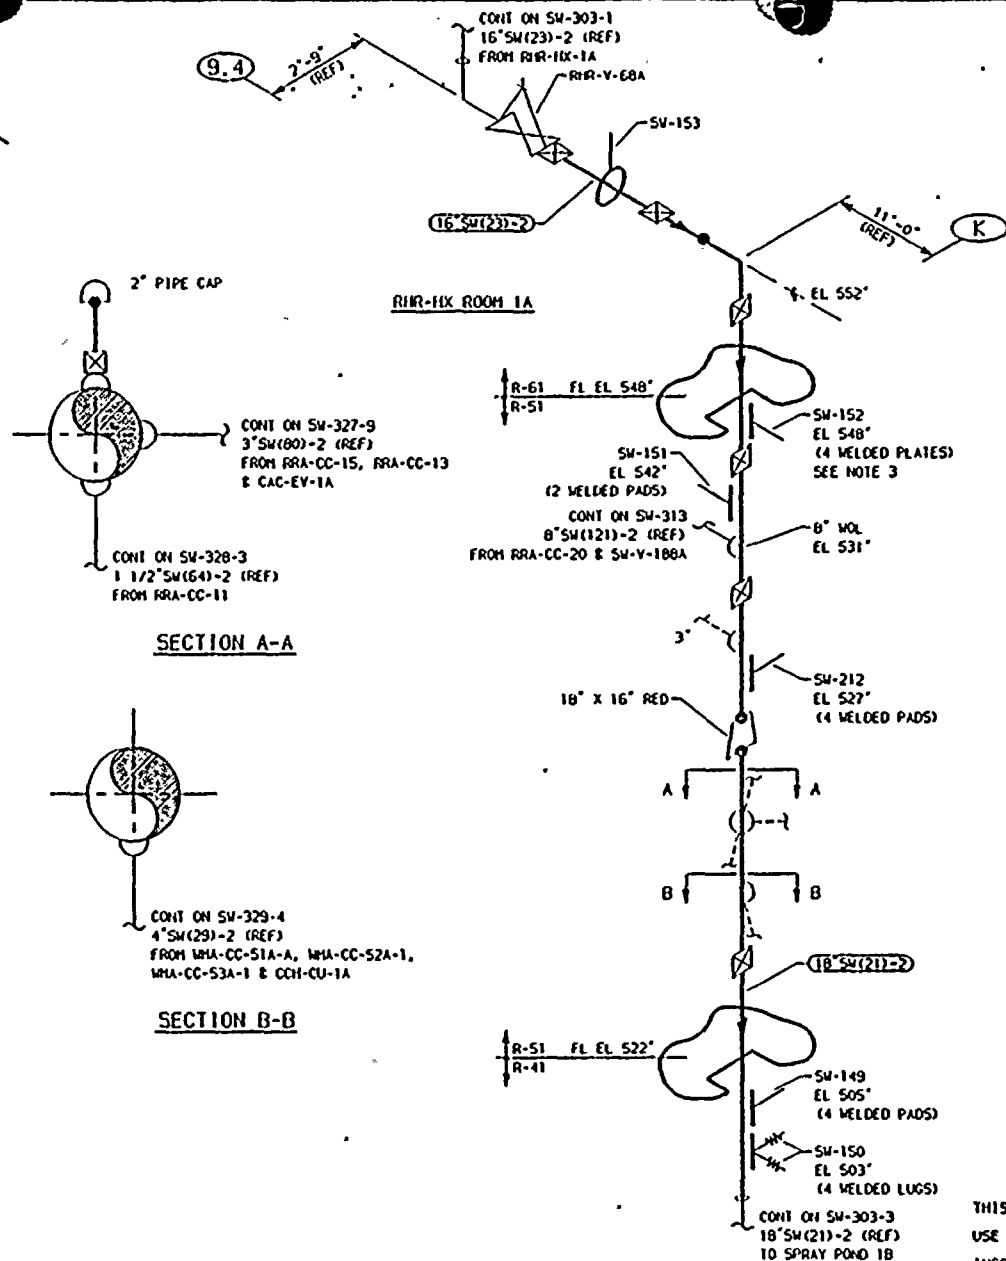 CONT ON SW-303-1
16"SW(23)-2 (REF)
FROM RHR-HX-1A
RHR-V-68A
9.4
2'-9"
(REF)
SW-153
16"SW(23)-2
11'-0"
(REF)
K
2" PIPE CAP
RHR-HX ROOM 1A
℄ EL 552'
R-61 FL EL 548'
R-51
SW-152
EL 548'
(4 WELDED PLATES)
SEE NOTE 3
CONT ON SW-327-9
3"SW(80)-2 (REF)
FROM RRA-CC-15, RRA-CC-13
& CAC-EV-1A
SW-151
EL 542'
(2 WELDED PADS)
CONT ON SW-313
8"SW(121)-2 (REF)
FROM RRA-CC-20 & SW-V-188A
8" WOL
EL 531'
CONT ON SW-328-3
1 1/2"SW(64)-2 (REF)
FROM RRA-CC-11
SECTION A-A
3"
SW-212
EL 527'
(4 WELDED PADS)
18" X 16" RED
A A
B B
CONT ON SW-329-4
4"SW(29)-2 (REF)
FROM WMA-CC-51A-A, WMA-CC-52A-1,
WMA-CC-53A-1 & CCH-CU-1A
SECTION B-B
18"SW(21)-2
R-51 FL EL 522'
R-41
SW-149
EL 505'
(4 WELDED PADS)
SW-150
EL 503'
(4 WELDED LUGS)
CONT ON SW-303-3
18"SW(21)-2 (REF)
TO SPRAY POND 1B
THIS
USE